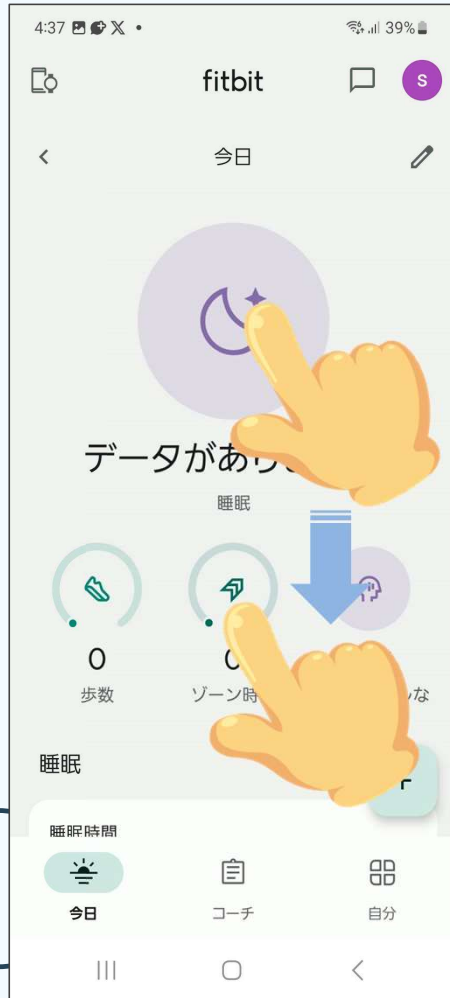 4:37 39%
fitbit
S
今日
データがあり
睡眠
0
歩数
ゾーン時
な
睡眠
睡眠時間
今日
コーチ
自分